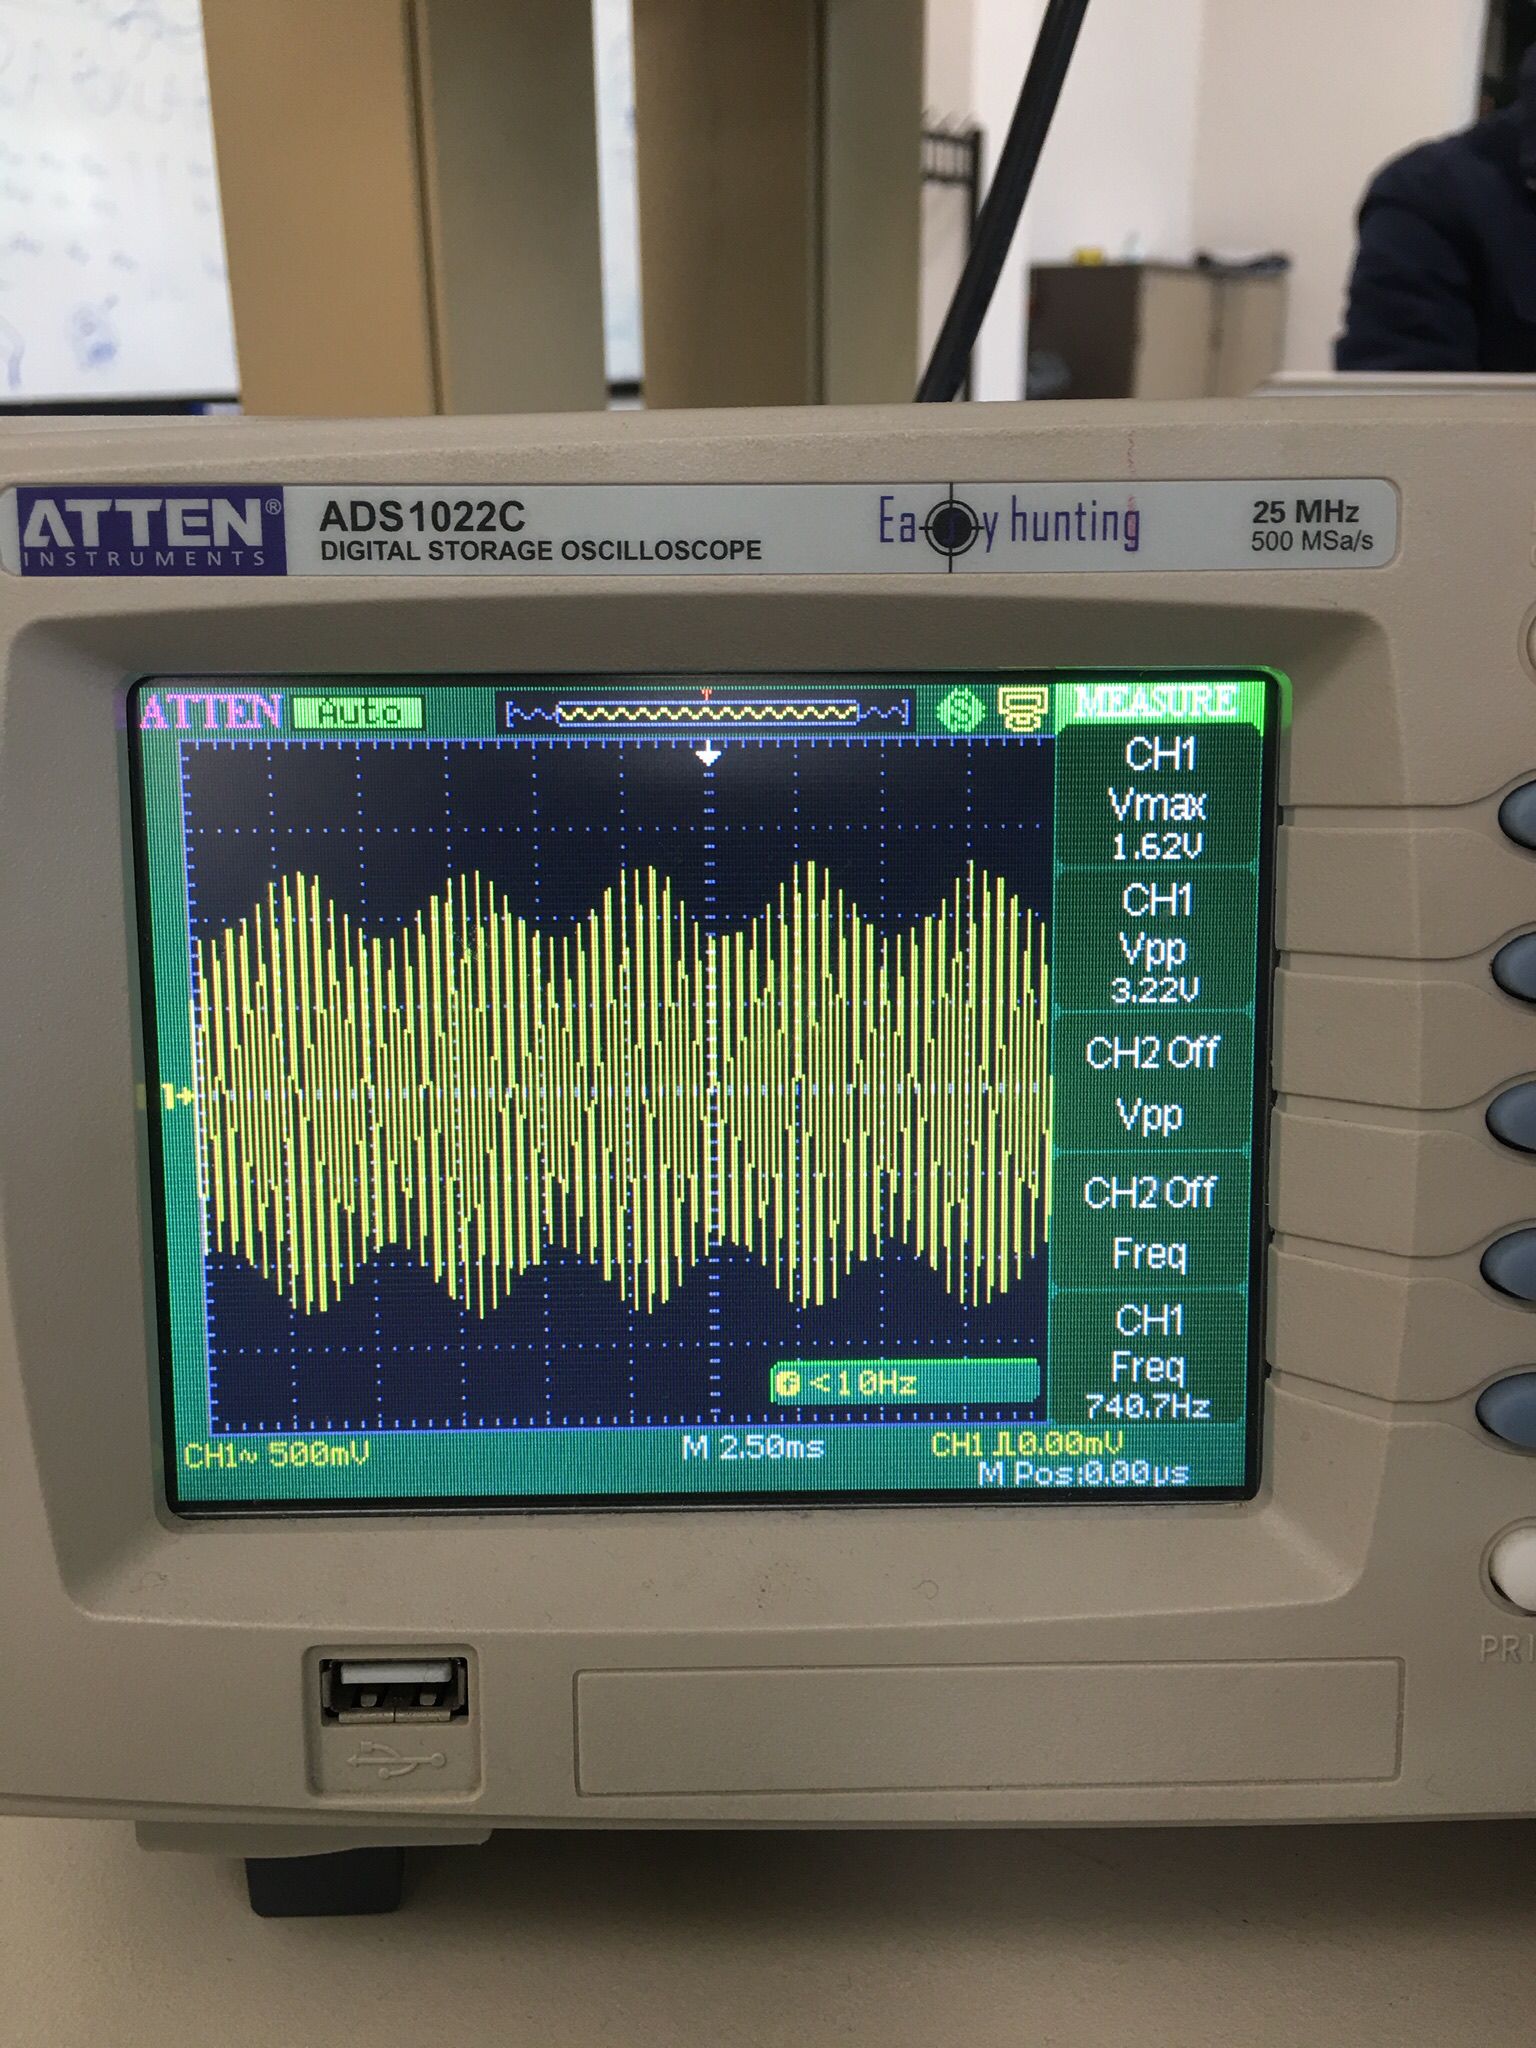 ATTEN®
INSTRUMENTS
ADS1022C
DIGITAL STORAGE OSCILLOSCOPE
Easy hunting
25 MHz
500 MSa/s
ATTEN Auto
T
S
MEASURE
CH1
Vmax
1.62V
CH1
Vpp
3.22V
CH2 Off
Vpp
CH2 Off
Freq
CH1
Freq
740.7Hz
1
<10Hz
CH1~ 500mV
M 2.50ms
CH1 0.00mV
M Pos:0.00µs